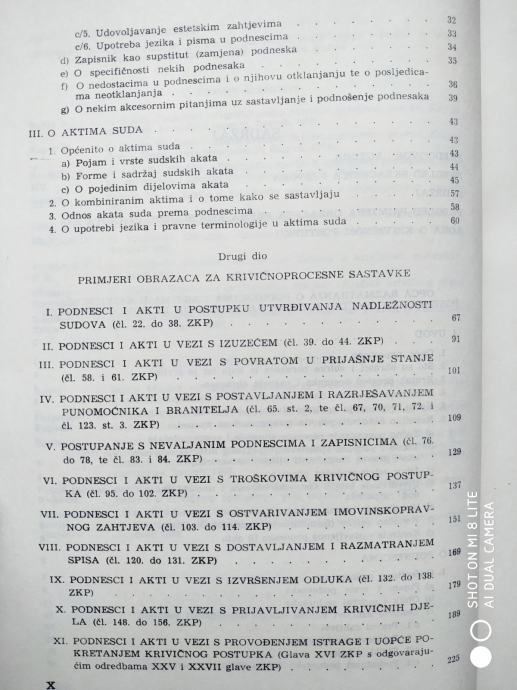 c/5. Udovoljavanje estetskim zahtjevima . . . . . . . 32
c/6. Upotreba jezika i pisma u podnescima . . . . . . 33
d) Zapisnik kao supstitut (zamjena) podneska . . . . . . 34
e) O specifičnosti nekih podnesaka . . . . . . . 35
f) O nedostacima u podnescima i o njihovu otklanjanju te o posljedica-
ma neotklanjanja . . . . . . . . . . 36
g) O nekim akcesornim pitanjima uz sastavljanje i podnošenje podnesaka 39
III. O AKTIMA SUDA . . . . . . . . . . 43
1. Općenito o aktima suda . . . . . . . . . 43
a) Pojam i vrste sudskih akata . . . . . . . . 43
b) Forme i sadržaj sudskih akata . . . . . . . 44
c) O pojedinim dijelovima akata . . . . . . . 45
2. O kombiniranim aktima i o tome kako se sastavljaju . . . . 57
3. Odnos akata suda prema podnescima . . . . . . . 58
4. O upotrebi jezika i pravne terminologije u aktima suda . . . . 60
Drugi dio
PRIMJERI OBRAZACA ZA KRIVIČNOPROCESNE SASTAVKE
I. PODNESCI I AKTI U POSTUPKU UTVRĐIVANJA NADLEŽNOSTI
SUDOVA (čl. 22. do 38. ZKP) . . . . . . . . 67
II. PODNESCI I AKTI U VEZI S IZUZEĆEM (čl. 39. do 44. ZKP) . . . 91
III. PODNESCI I AKTI U VEZI S POVRATOM U PRIJAŠNJE STANJE
(čl. 58. i 61. ZKP) . . . . . . . . . . 101
IV. PODNESCI I AKTI U VEZI S POSTAVLJANJEM I RAZRJEŠAVANJEM
PUNOMOĆNIKA I BRANITELJA (čl. 65. st. 2, te čl. 67, 70, 71, 72. i
čl. 123. st. 3. ZKP) . . . . . . . . . . 109
V. POSTUPANJE S NEVALJANIM PODNESCIMA I ZAPISNICIMA (čl. 76.
do 78, te čl. 83. i 84. ZKP) . . . . . . . . 129
VI. PODNESCI I AKTI U VEZI S TROŠKOVIMA KRIVIČNOG POSTUP-
KA (čl. 95. do 102. ZKP) . . . . . . . . . 137
VII. PODNESCI I AKTI U VEZI S OSTVARIVANJEM IMOVINSKOPRAV-
NOG ZAHTJEVA (čl. 103. do 114. ZKP) . . . . . . 151
VIII. PODNESCI I AKTI U VEZI S DOSTAVLJANJEM I RAZMATRANJEM
SPISA (čl. 120. do 131. ZKP) . . . . . . . . 169
IX. PODNESCI I AKTI U VEZI S IZVRŠENJEM ODLUKA (čl. 132. do 138.
ZKP) . . . . . . . . . . . . 179
X. PODNESCI I AKTI U VEZI S PRIJAVLJIVANJEM KRIVIČNIH DJE-
LA (čl. 148. do 156. ZKP) . . . . . . . . . 189
XI. PODNESCI I AKTI U VEZI S PROVOĐENJEM ISTRAGE I UOPĆE PO-
KRETANJEM KRIVIČNOG POSTUPKA (Glava XVI ZKP s odgovaraju-
ćim odredbama XXV i XXVII glave ZKP) . . . . . . 225
X
SHOT ON MI 8 LITE
AI DUAL CAMERA